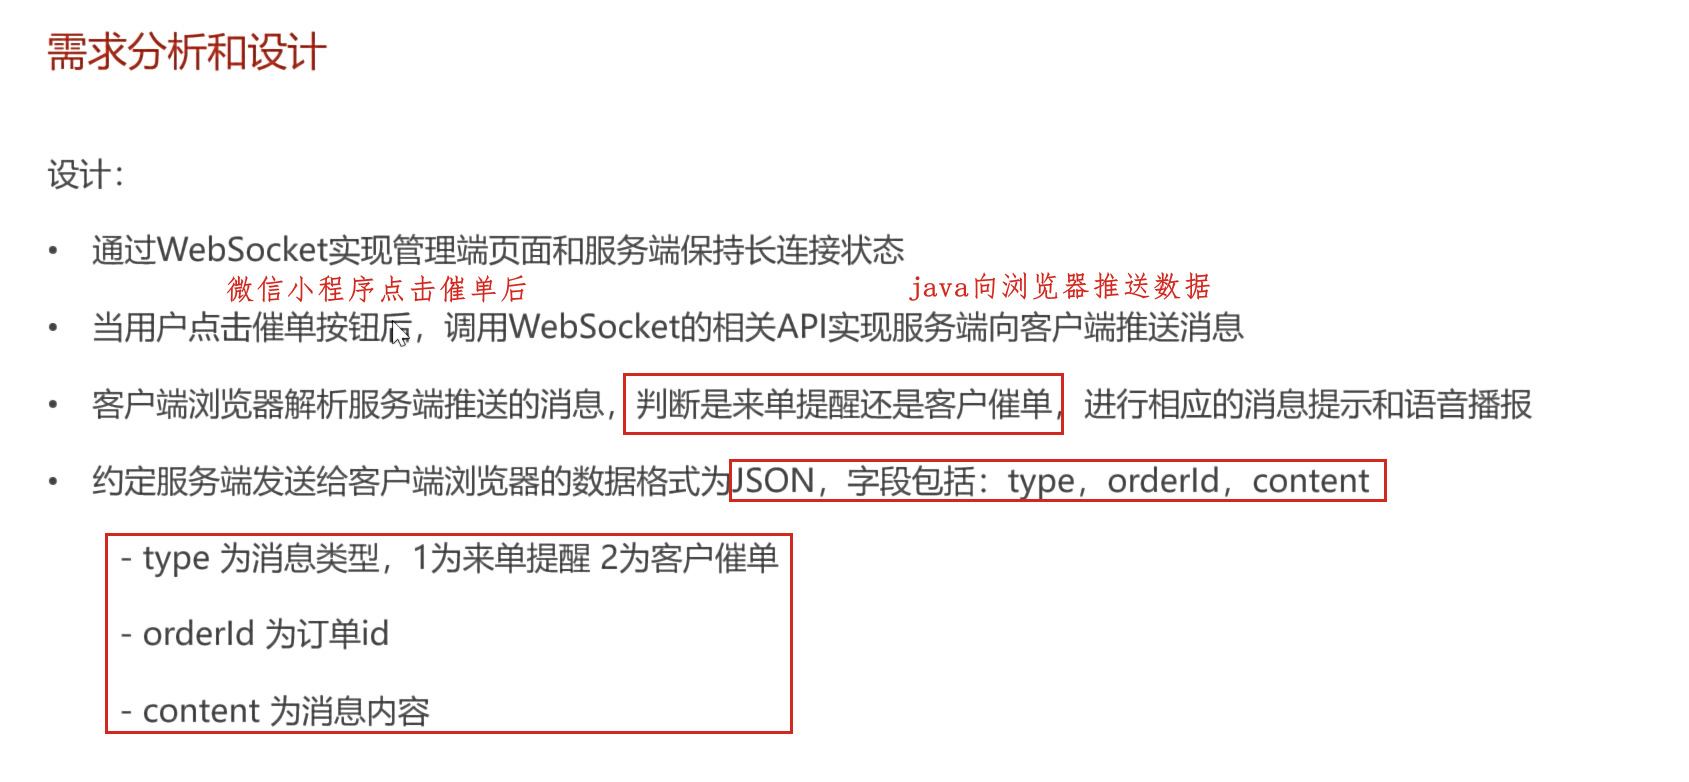 需求分析和设计
设计：
• 通过WebSocket实现管理端页面和服务端保持长连接状态
微信小程序点击催单后 java向浏览器推送数据
• 当用户点击催单按钮后，调用WebSocket的相关API实现服务端向客户端推送消息
• 客户端浏览器解析服务端推送的消息，判断是来单提醒还是客户催单，进行相应的消息提示和语音播报
• 约定服务端发送给客户端浏览器的数据格式为JSON，字段包括：type，orderId，content
- type 为消息类型，1为来单提醒 2为客户催单
- orderId 为订单id
- content 为消息内容